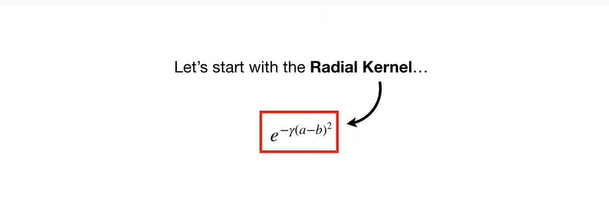 Let's start with the Radial Kernel…
e^{-γ(a-b)^2}